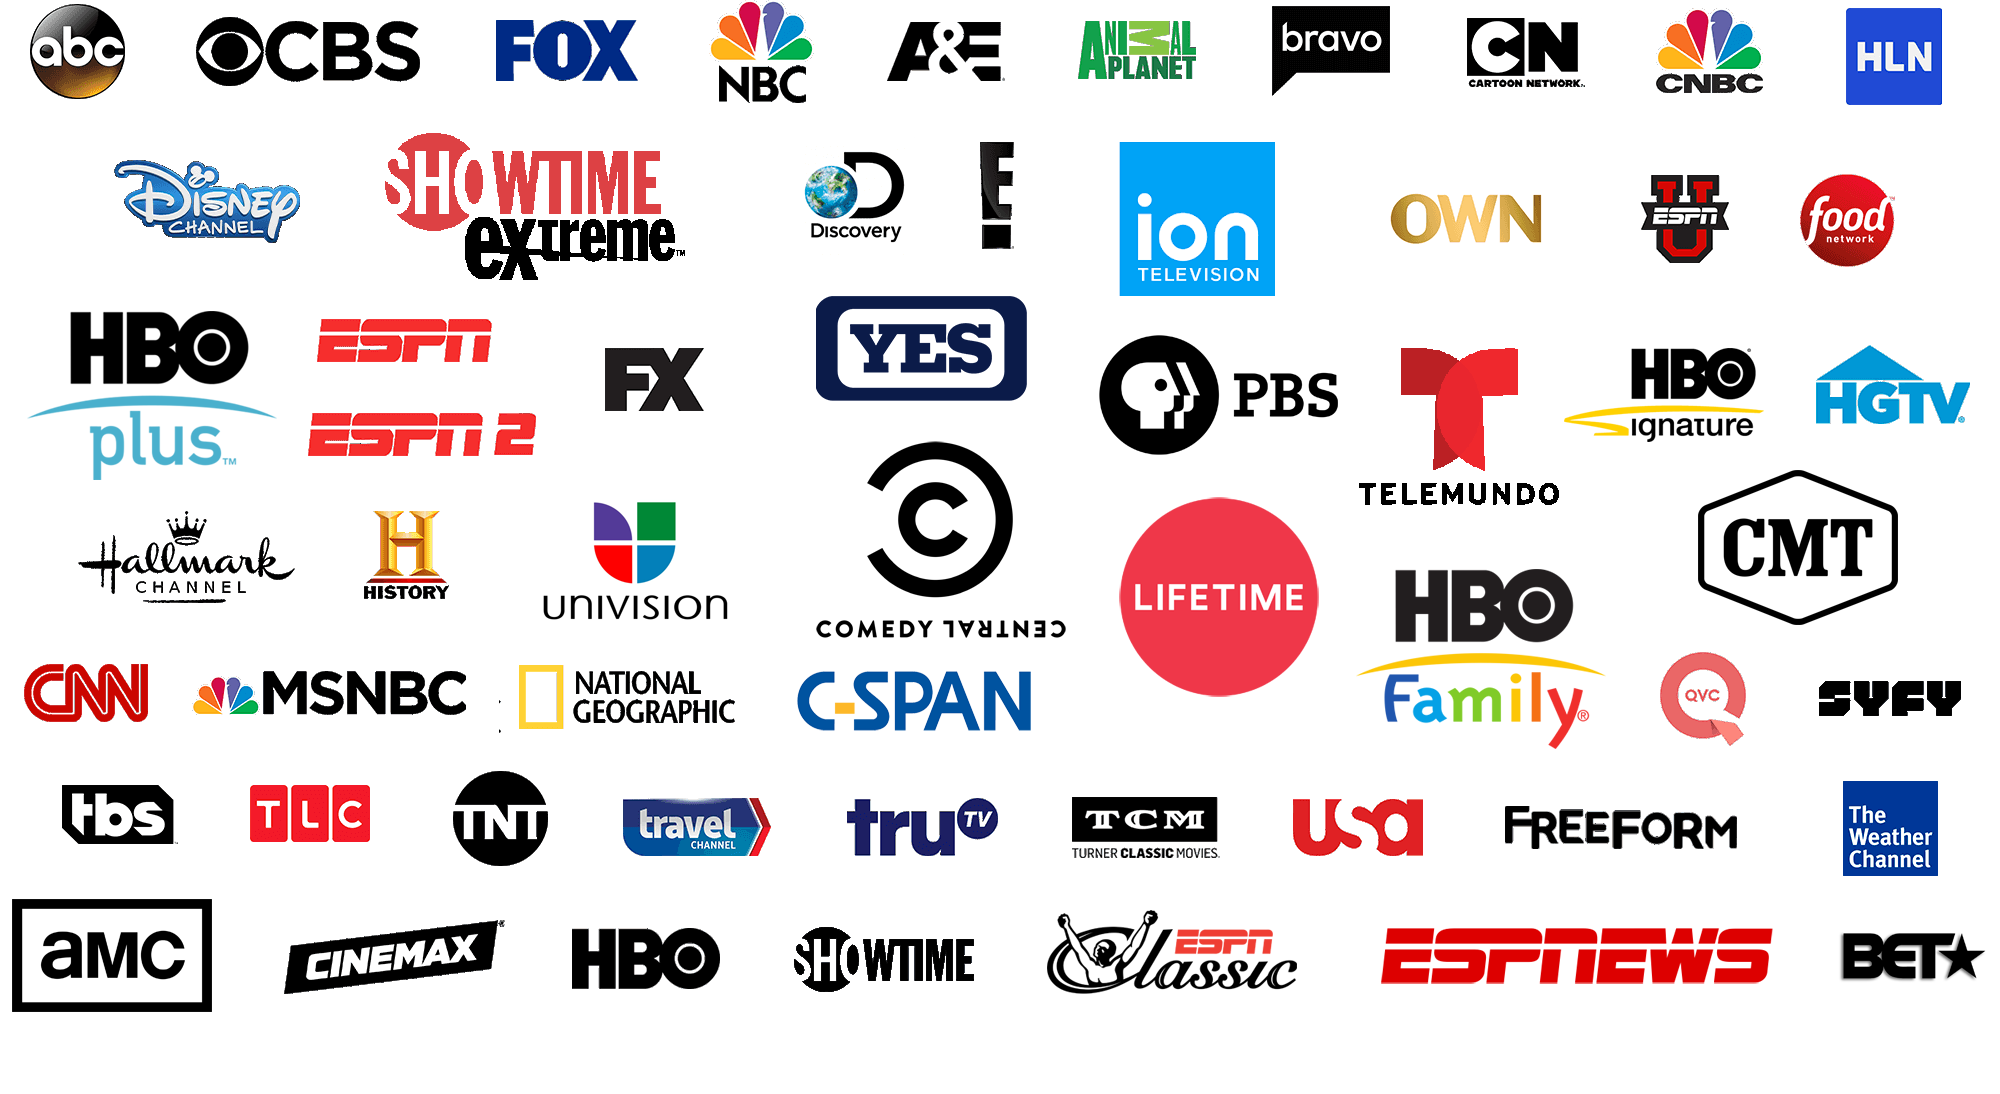 abc
CBS
FOX
NBC
A&E
ANIMAL
PLANET
bravo
CN
CARTOON NETWORK
CNBC
HLN
DISNEY
CHANNEL
SHOWTIME
extreme™
D
Discovery
E!
ion
TELEVISION
OWN
U
ESPN
food
network
HBO
plus™
ESPN
ESPN 2
FX
YES
PBS
T
TELEMUNDO
HBO
Signature
HGTV
Hallmark
CHANNEL
H
HISTORY
UNIVISION
C
COMEDY CENTRAL
LIFETIME
HBO
Family®
CMT
CNN
MSNBC
NATIONAL
GEOGRAPHIC
C-SPAN
QVC
SYFY
tbs
TLC
TNT
travel
CHANNEL
truTV
TCM
TURNER CLASSIC MOVIES.
usa
FREEFORM
The
Weather
Channel
aMC
CINEMAX
HBO
SHOWTIME
ESPN
Classic
ESPNEWS
BET